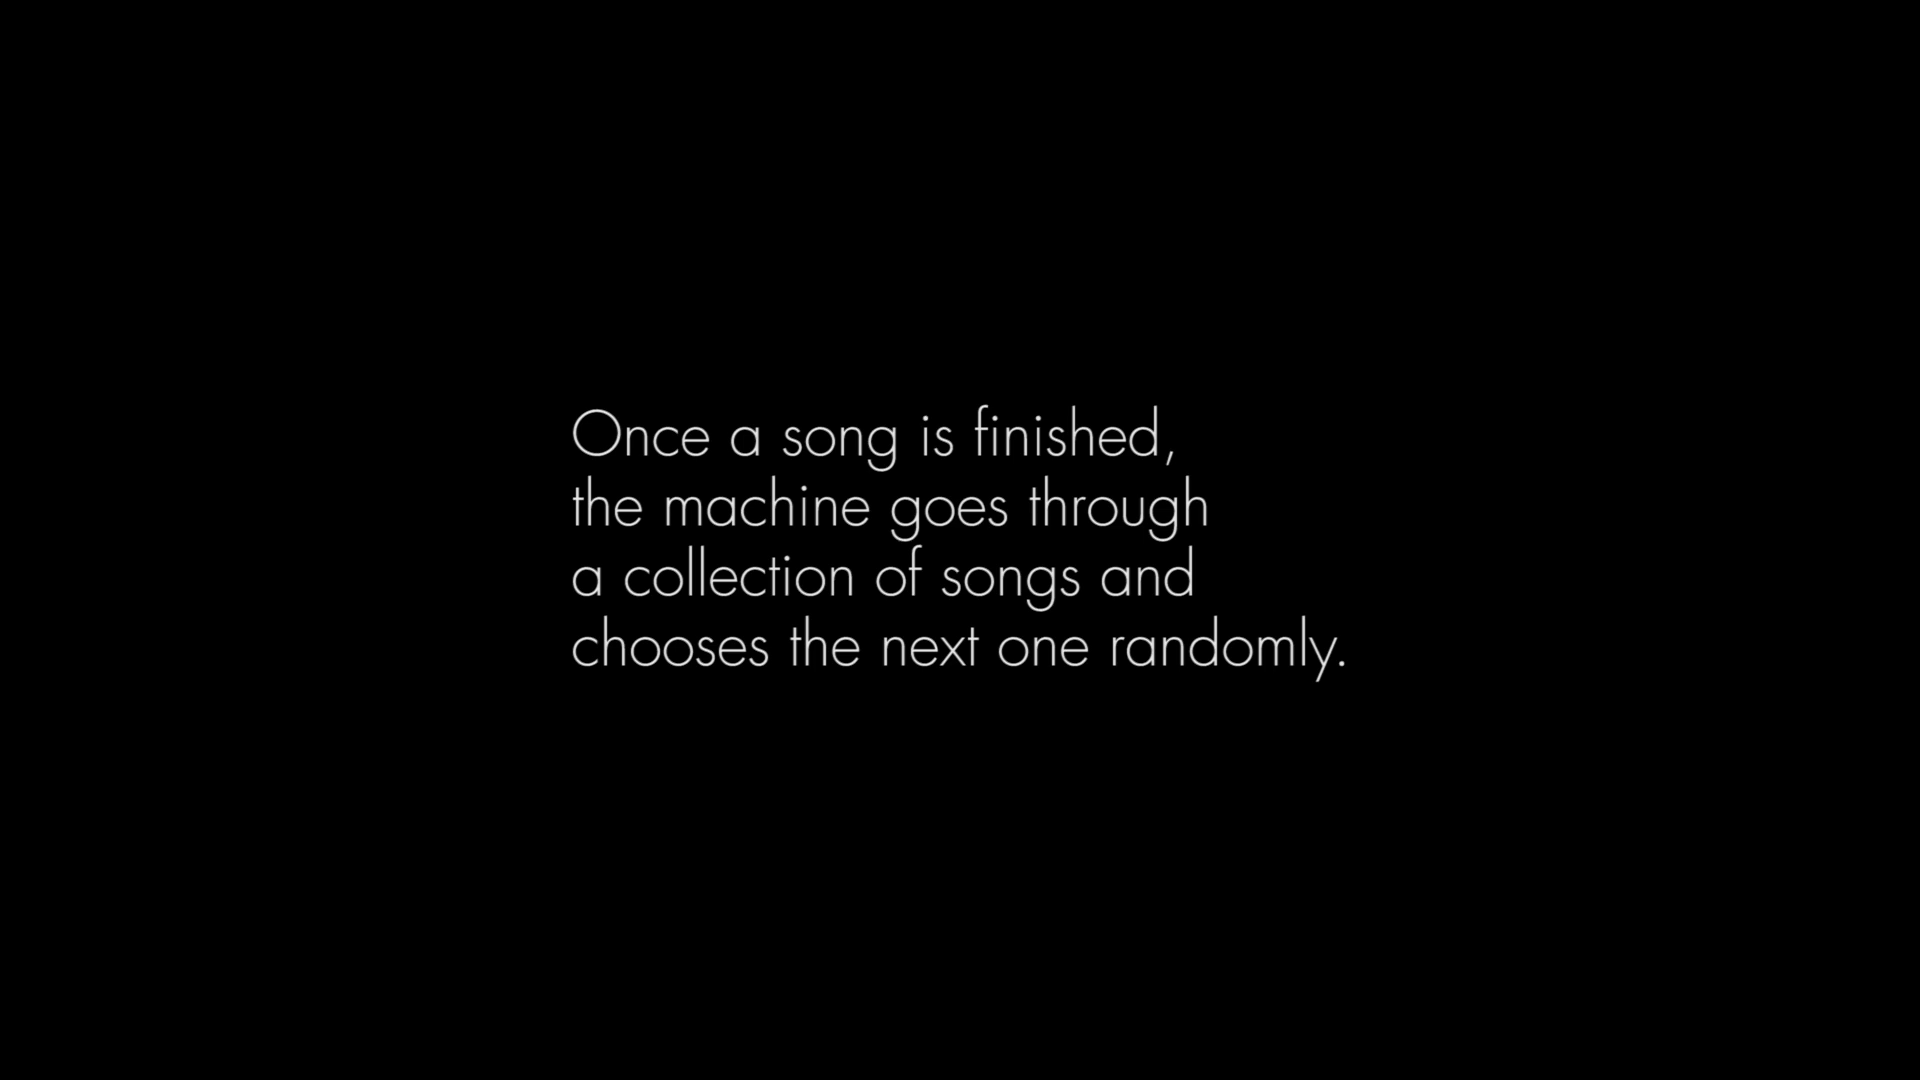 Once a song is finished,
the machine goes through
a collection of songs and
chooses the next one randomly.